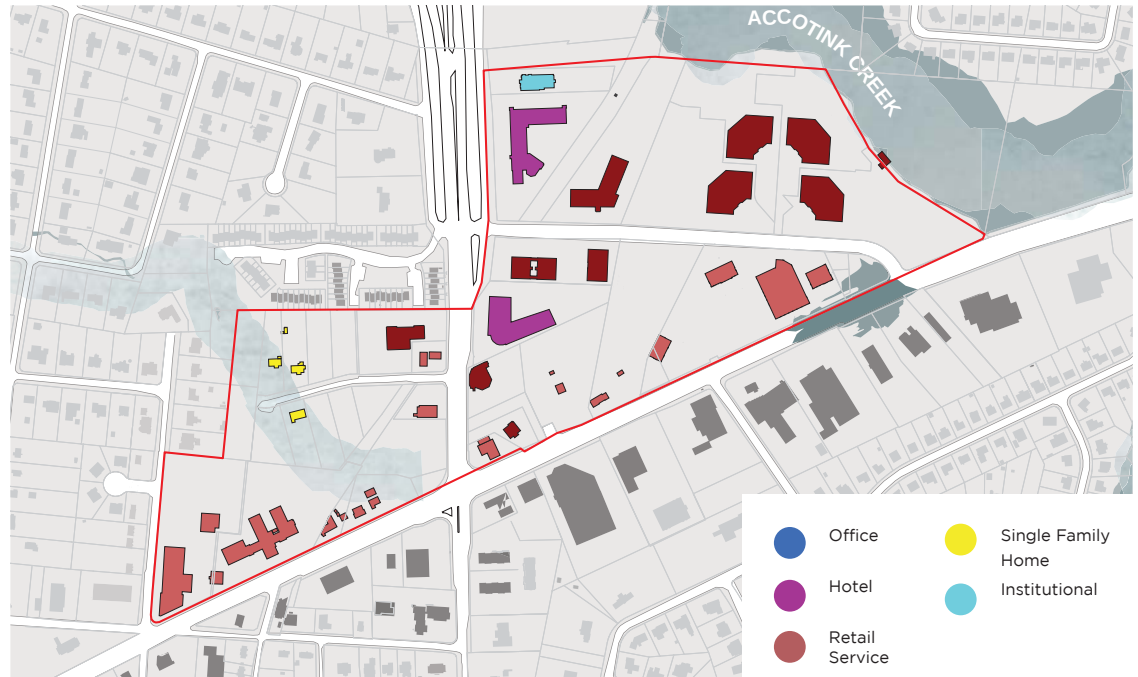 ACCOTINK CREEK
Office
Hotel
Retail
Service
Single Family
Home
Institutional